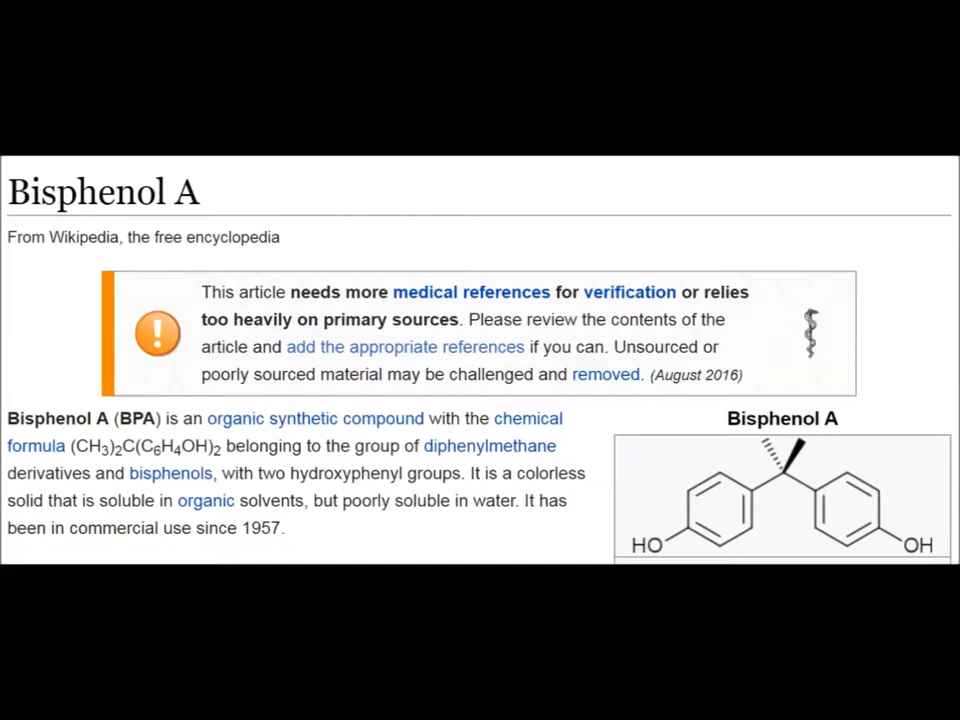 Bisphenol A
From Wikipedia, the free encyclopedia
This article needs more medical references for verification or relies
too heavily on primary sources. Please review the contents of the
article and add the appropriate references if you can. Unsourced or
poorly sourced material may be challenged and removed. (August 2016)
Bisphenol A (BPA) is an organic synthetic compound with the chemical
formula (CH₃)₂C(C₆H₄OH)₂ belonging to the group of diphenylmethane
derivatives and bisphenols, with two hydroxyphenyl groups. It is a colorless
solid that is soluble in organic solvents, but poorly soluble in water. It has
been in commercial use since 1957.
Bisphenol A
HO OH